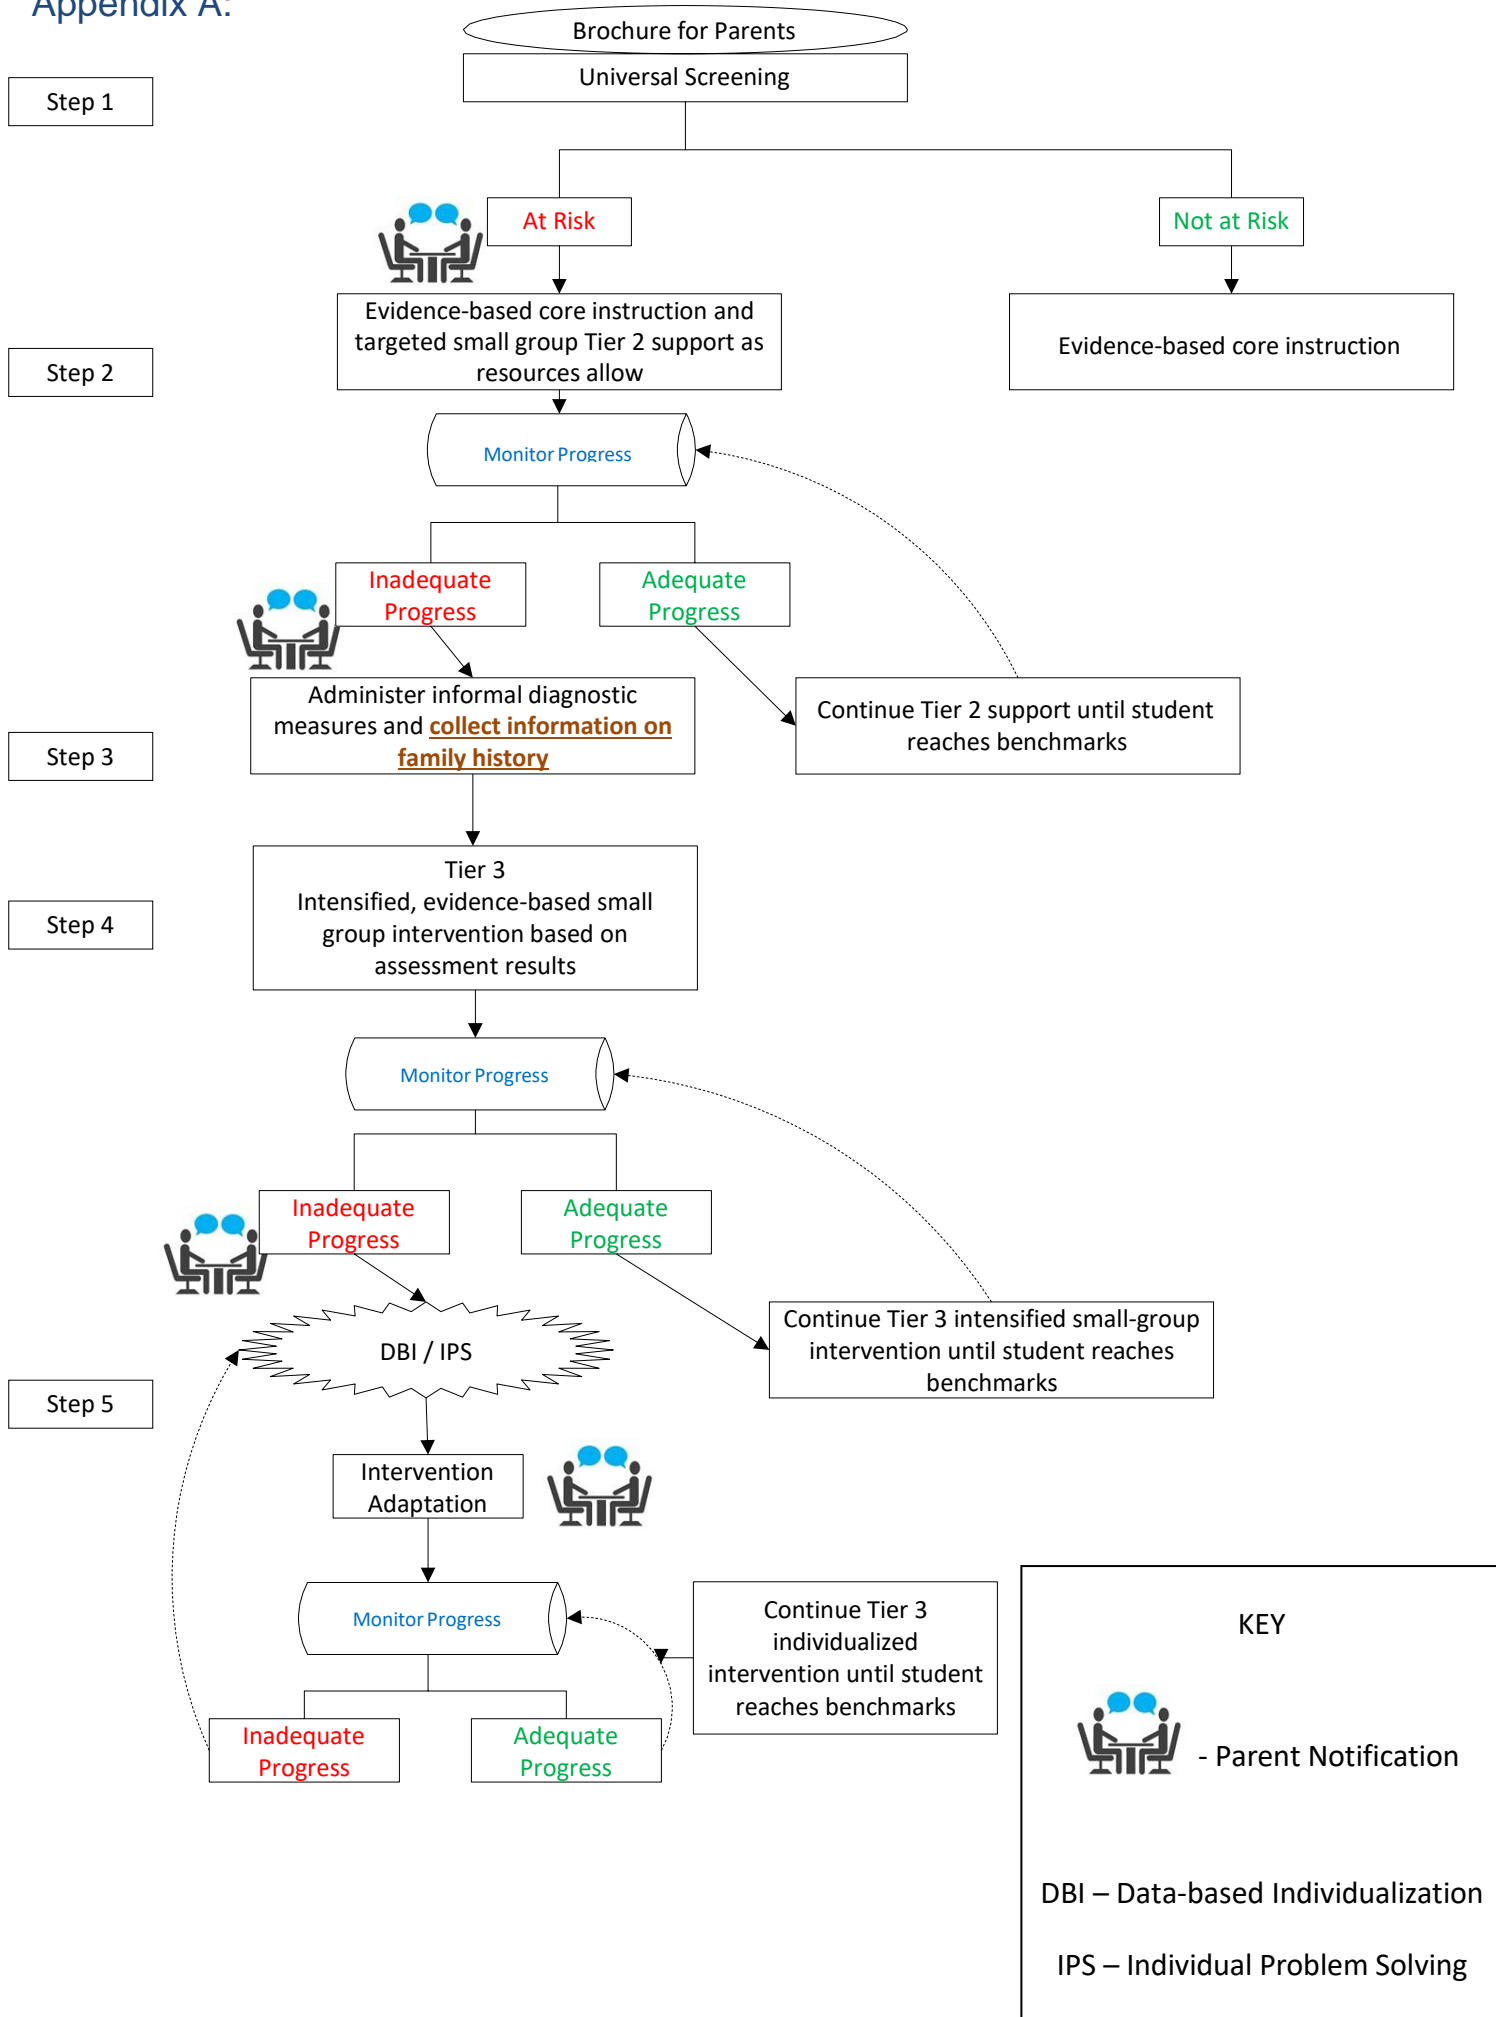 Appendix A:
Brochure for Parents
Universal Screening
Step 1
At Risk
Not at Risk
Evidence-based core instruction and
targeted small group Tier 2 support as
resources allow
Evidence-based core instruction
Step 2
Monitor Progress
Inadequate
Progress
Adequate
Progress
Administer informal diagnostic
measures and collect information on
family history
Continue Tier 2 support until student
reaches benchmarks
Step 3
Tier 3
Intensified, evidence-based small
group intervention based on
assessment results
Step 4
Monitor Progress
Inadequate
Progress
Adequate
Progress
DBI / IPS
Continue Tier 3 intensified small-group
intervention until student reaches
benchmarks
Step 5
Intervention
Adaptation
Monitor Progress
Continue Tier 3
individualized
intervention until student
reaches benchmarks
Inadequate
Progress
Adequate
Progress
KEY
- Parent Notification
DBI – Data-based Individualization
IPS – Individual Problem Solving